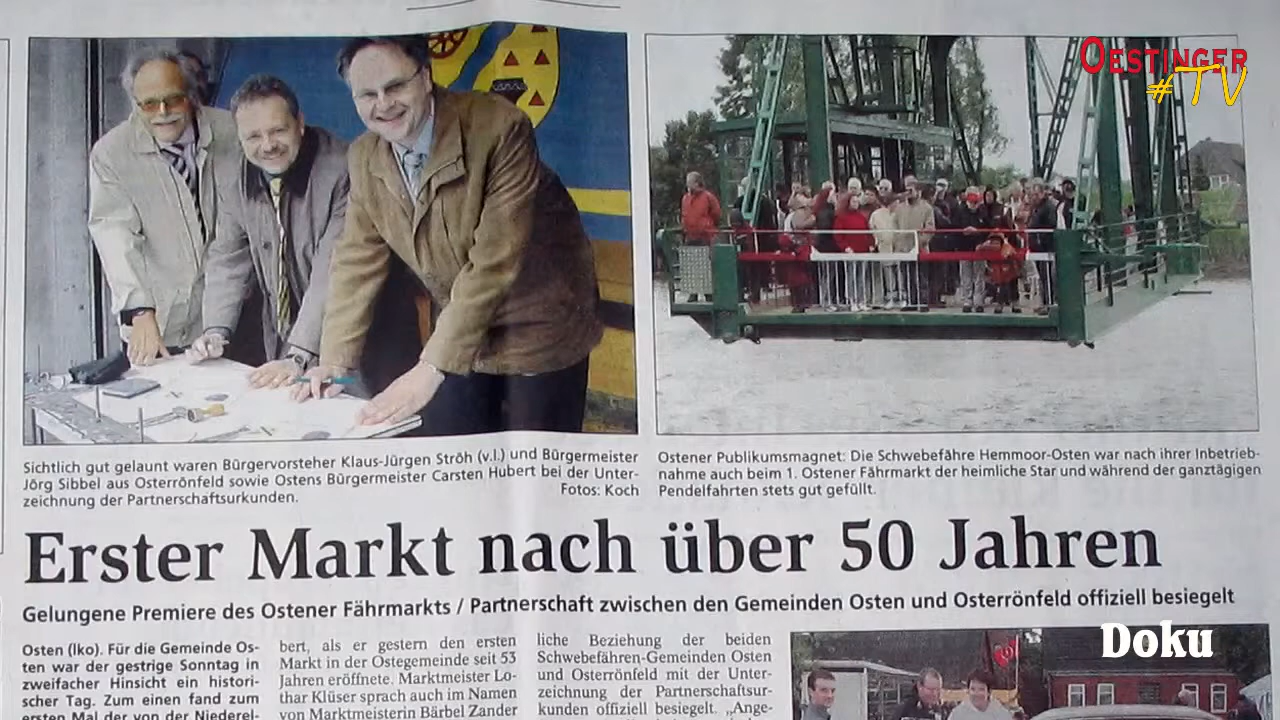 OESTINGER
#TV
Sichtlich gut gelaunt waren Bürgervorsteher Klaus-Jürgen Ströh (v.l.) und Bürgermeister
Jörg Sibbel aus Osterrönfeld sowie Ostens Bürgermeister Carsten Hubert bei der Unter-
zeichnung der Partnerschaftsurkunden.
Fotos: Koch
Ostener Publikumsmagnet: Die Schwebefähre Hemmoor-Osten war nach ihrer Inbetrieb-
nahme auch beim 1. Ostener Fährmarkt der heimliche Star und während der ganztägigen
Pendelfahrten stets gut gefüllt.
Erster Markt nach über 50 Jahren
Gelungene Premiere des Ostener Fährmarkts / Partnerschaft zwischen den Gemeinden Osten und Osterrönfeld offiziell besiegelt
Osten (lko). Für die Gemeinde Os-
ten war der gestrige Sonntag in
zweifacher Hinsicht ein histori-
scher Tag. Zum einen fand zum
ersten Mal der von der Niederel-
bert, als er gestern den ersten
Markt in der Ostegemeinde seit 53
Jahren eröffnete. Marktmeister Lo-
thar Klüser sprach auch im Namen
von Marktmeisterin Bärbel Zander
liche Beziehung der beiden
Schwebefähren-Gemeinden Osten
und Osterrönfeld mit der Unter-
zeichnung der Partnerschaftsur-
kunden offiziell besiegelt. „Ange-
Doku